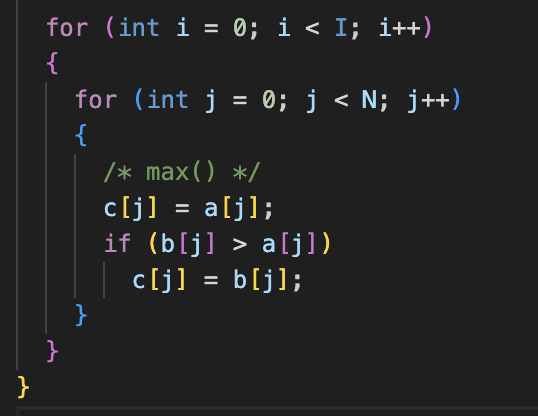 for (int i = 0; i < I; i++)
{
for (int j = 0; j < N; j++)
{
/* max() */
c[j] = a[j];
if (b[j] > a[j])
c[j] = b[j];
}
}
}